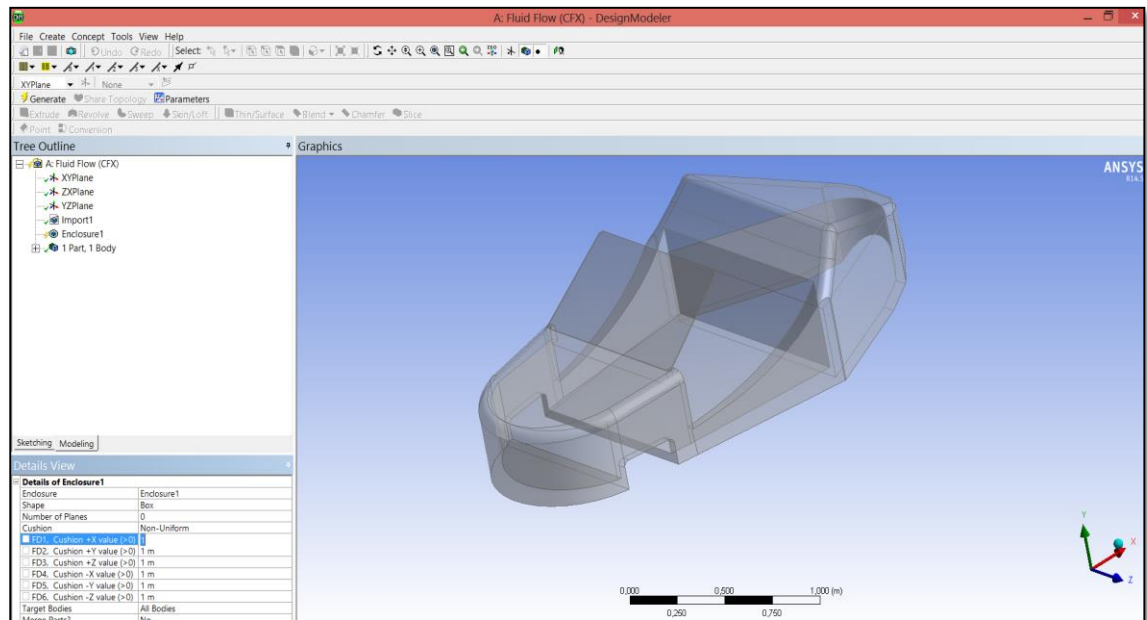 A: Fluid Flow (CFX) - DesignModeler
File Create Concept Tools View Help
Undo Redo Select:
XYPlane None
Generate Share Topology Parameters
Extrude Revolve Sweep Skin/Loft Thin/Surface Blend Chamfer Slice
Point Conversion
Tree Outline
Graphics
A: Fluid Flow (CFX)
XYPlane
ZXPlane
YZPlane
Import1
Enclosure1
1 Part, 1 Body
ANSYS
R14.5
Sketching Modeling
Details View
Details of Enclosure1
Enclosure Enclosure1
Shape Box
Number of Planes 0
Cushion Non-Uniform
FD1, Cushion +X value (>0) 1
FD2, Cushion +Y value (>0) 1 m
FD3, Cushion +Z value (>0) 1 m
FD4, Cushion -X value (>0) 1 m
FD5, Cushion -Y value (>0) 1 m
FD6, Cushion -Z value (>0) 1 m
Target Bodies All Bodies
Merge Parts? No
0,000 0,500 1,000 (m)
0,250 0,750
Y
X
Z